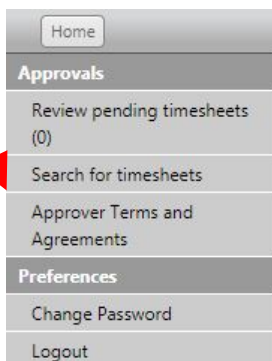 Home
Approvals
Review pending timesheets
(0)
Search for timesheets
Approver Terms and
Agreements
Preferences
Change Password
Logout